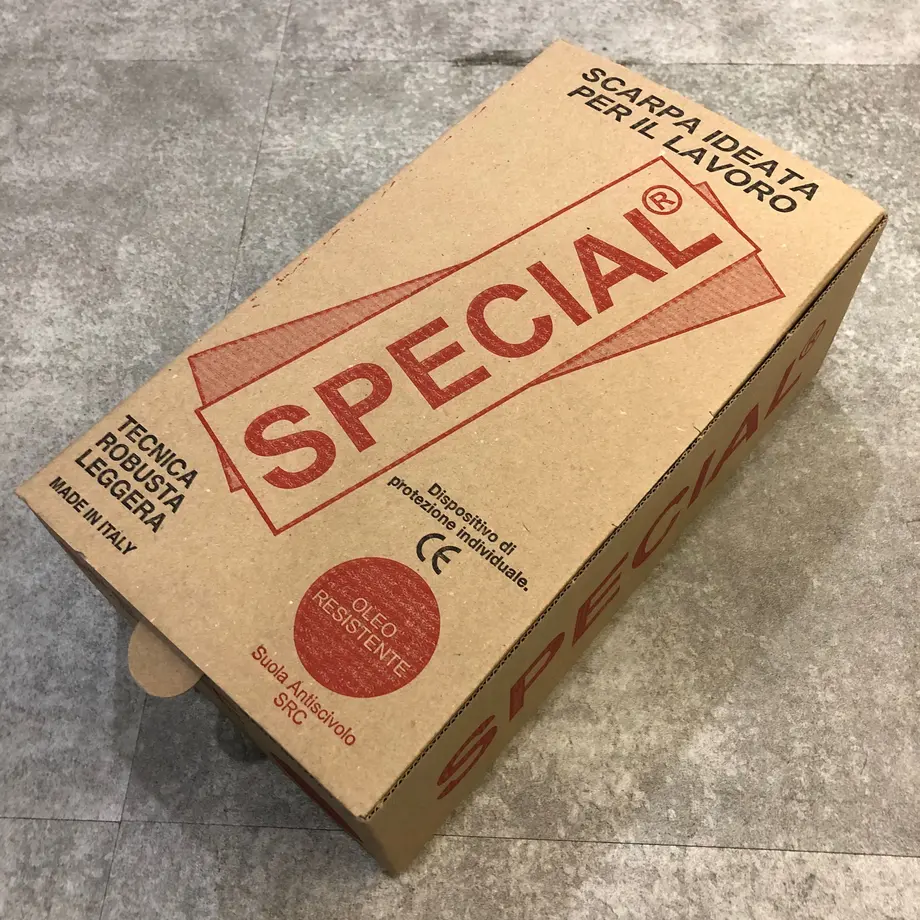 SCARPA IDEATA
PER IL LAVORO
SPECIAL®
TECNICA
ROBUSTA
LEGGERA
MADE IN ITALY
Dispositivo di
protezione individuale.
CE
OLEO
RESISTENTE
Suola Antiscivolo
SRC
SPECIAL®